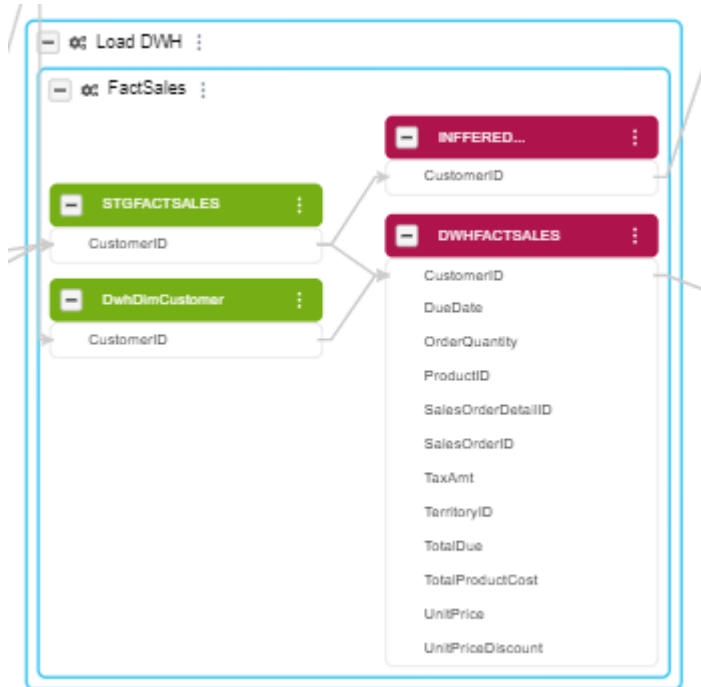 Load DWH
FactSales
INFFERED...
CustomerID
STGFACTSALES
CustomerID
DwhDimCustomer
CustomerID
DWHFACTSALES
CustomerID
DueDate
OrderQuantity
ProductID
SalesOrderDetailID
SalesOrderID
TaxAmt
TerritoryID
TotalDue
TotalProductCost
UnitPrice
UnitPriceDiscount